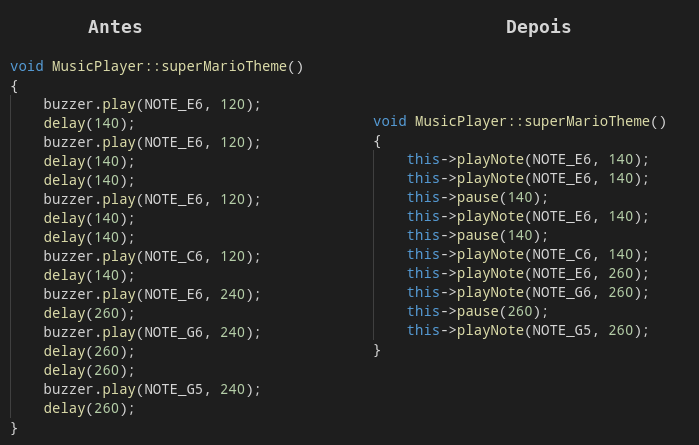 Antes
void MusicPlayer::superMarioTheme()
{
buzzer.play(NOTE_E6, 120);
delay(140);
buzzer.play(NOTE_E6, 120);
delay(140);
delay(140);
buzzer.play(NOTE_E6, 120);
delay(140);
delay(140);
buzzer.play(NOTE_C6, 120);
delay(140);
buzzer.play(NOTE_E6, 240);
delay(260);
buzzer.play(NOTE_G6, 240);
delay(260);
delay(260);
buzzer.play(NOTE_G5, 240);
delay(260);
}
Depois
void MusicPlayer::superMarioTheme()
{
this->playNote(NOTE_E6, 140);
this->playNote(NOTE_E6, 140);
this->pause(140);
this->playNote(NOTE_E6, 140);
this->pause(140);
this->playNote(NOTE_C6, 140);
this->playNote(NOTE_E6, 260);
this->playNote(NOTE_G6, 260);
this->pause(260);
this->playNote(NOTE_G5, 260);
}